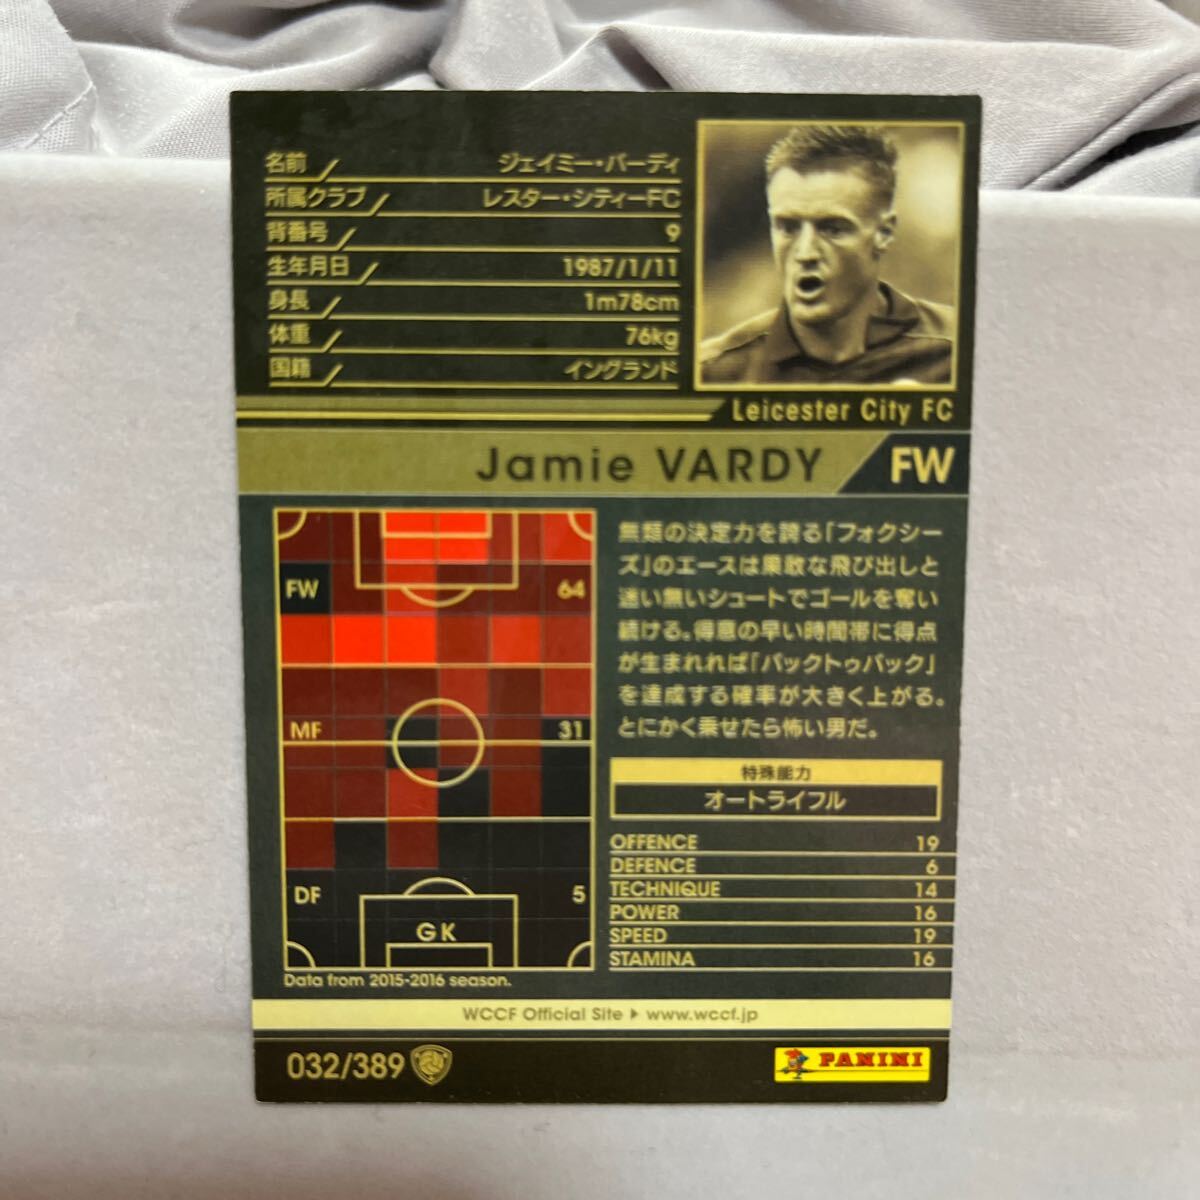 名前 ジェイミー・バーディ
所属クラブ レスター・シティーFC
背番号 9
生年月日 1987/1/11
身長 1m78cm
体重 76kg
国籍 イングランド
Leicester City FC
Jamie VARDY FW
FW 64
MF 31
DF 5
GK
Data from 2015-2016 season.
無類の決定力を誇る「フォクシー
ズ」のエースは果敢な飛び出しと
迷い無いシュートでゴールを奪い
続ける。得意の早い時間帯に得点
が生まれれば「バックトゥバック」
を達成する確率が大きく上がる。
とにかく乗せたら怖い男だ。
特殊能力
オートライフル
OFFENCE 19
DEFENCE 6
TECHNIQUE 14
POWER 16
SPEED 19
STAMINA 16
WCCF Official Site ▶ www.wccf.jp
032/389
PANINI